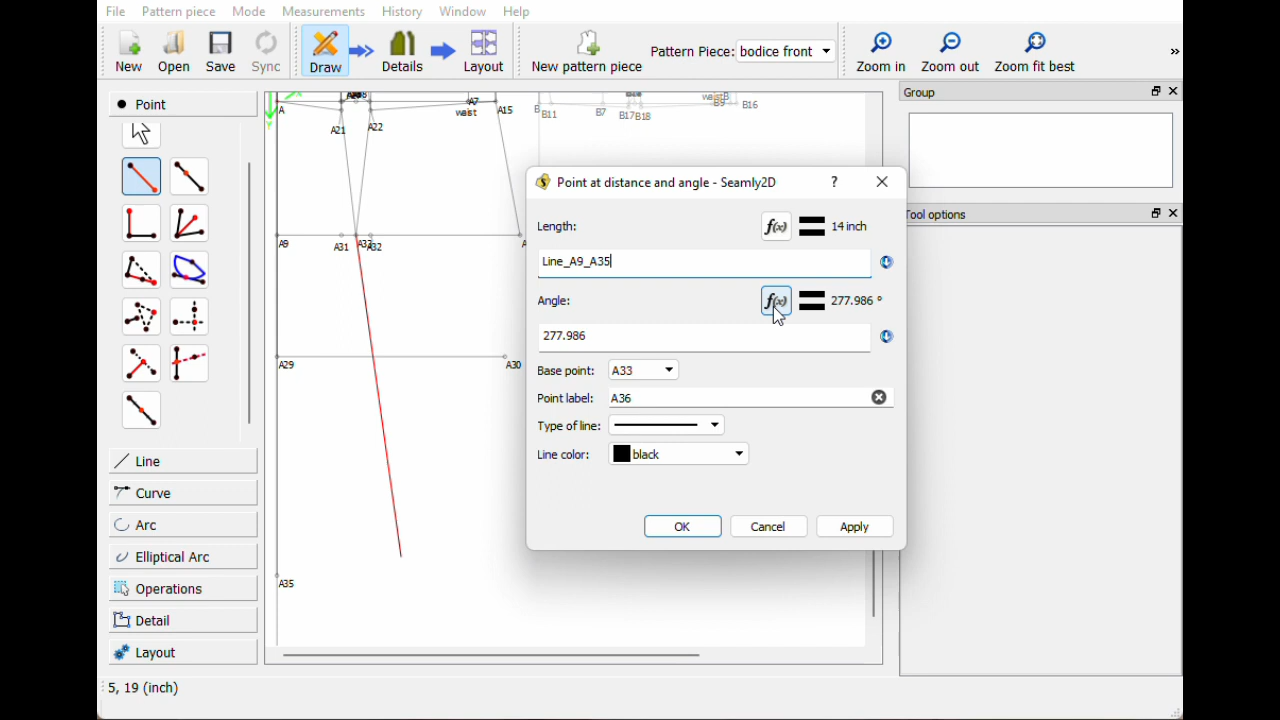 File Pattern piece Mode Measurements History Window Help
New Open Save Sync Draw Details Layout New pattern piece Pattern Piece: bodice front Zoom in Zoom out Zoom fit best »
Point
Group
A A21 A22 A7 waist A15 B B11 B7 B17 B18 waist B9 B16
Point at distance and angle - Seamly2D ?
Tool options
Length: f(x) 14 inch
A9 A31 A33 A32 A
Line_A9_A35
Angle: f(x) 277.986 °
277.986
A29 A30
Base point: A33
Point label: A36
Type of line:
Line color: black
Line
Curve
Arc
Elliptical Arc
Operations
Detail
Layout
OK Cancel Apply
A35
5, 19 (inch)